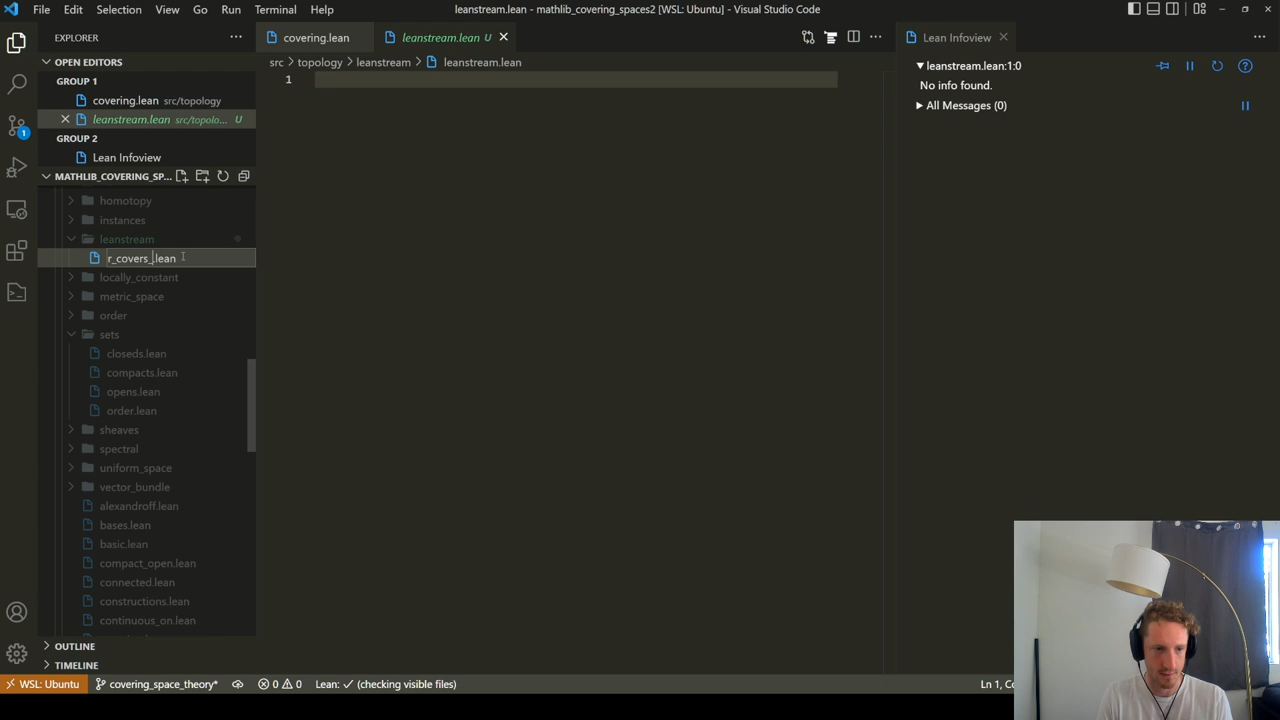 File Edit Selection View Go Run Terminal Help
leanstream.lean - mathlib_covering_spaces2 [WSL: Ubuntu] - Visual Studio Code
EXPLORER
covering.lean
leanstream.lean U
Lean Infoview
OPEN EDITORS
GROUP 1
covering.lean src/topology
leanstream.lean src/topolo... U
GROUP 2
Lean Infoview
MATHLIB_COVERING_SP...
homotopy
instances
leanstream
r_covers_.lean
locally_constant
metric_space
order
sets
closeds.lean
compacts.lean
opens.lean
order.lean
sheaves
spectral
uniform_space
vector_bundle
alexandroff.lean
bases.lean
basic.lean
compact_open.lean
connected.lean
constructions.lean
continuous_on.lean
OUTLINE
TIMELINE
src > topology > leanstream > leanstream.lean
1
leanstream.lean:1:0
No info found.
All Messages (0)
1
WSL: Ubuntu covering_space_theory* 0 0 Lean: ✓ (checking visible files)
Ln 1,